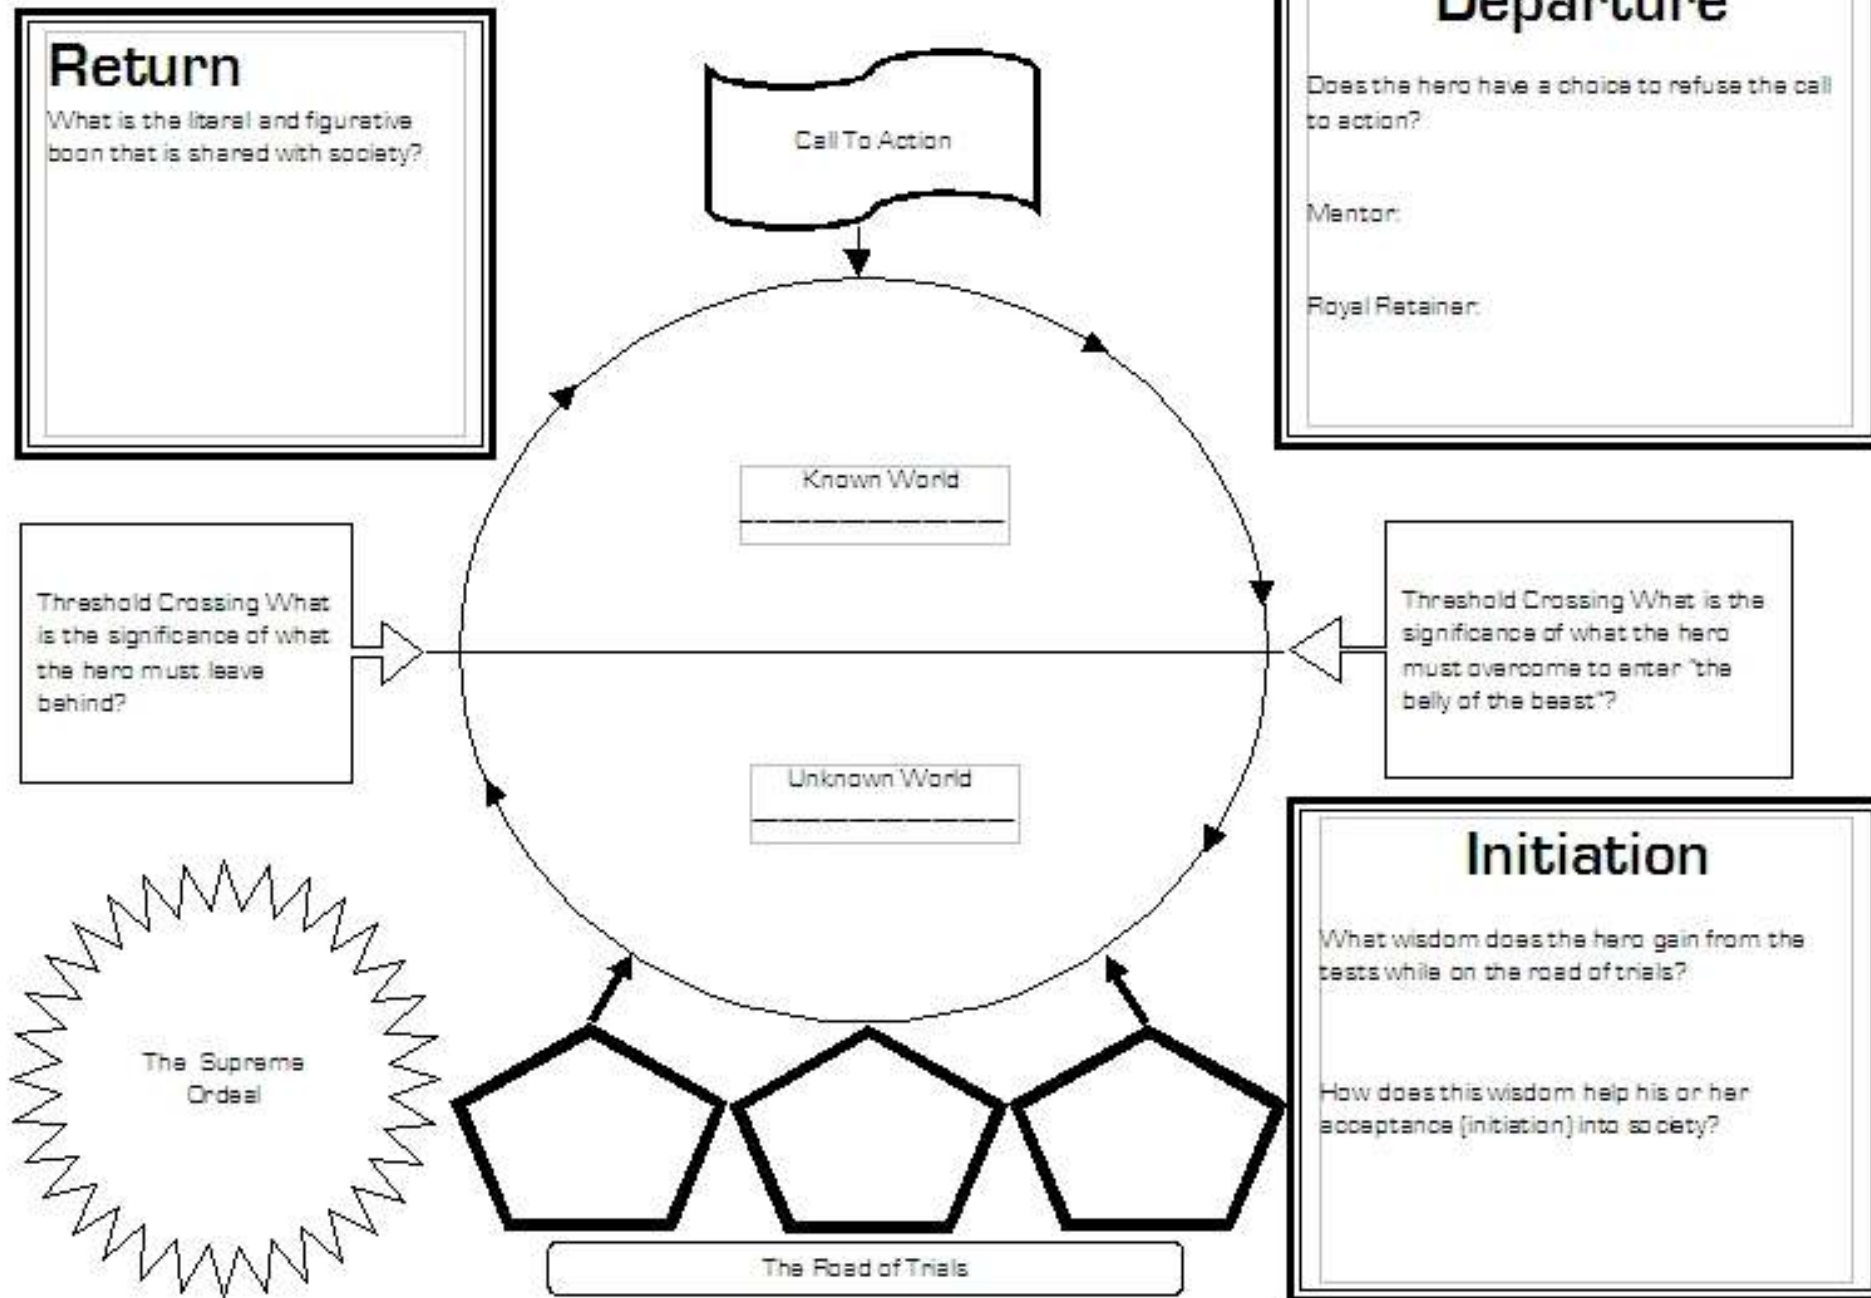 Return
What is the literal and figurative
boon that is shared with society?
Call To Action
Departure
Does the hero have a choice to refuse the call
to action?
Mentor:
Royal Retainer:
Known World
Threshold Crossing What
is the significance of what
the hero must leave
behind?
Threshold Crossing What is the
significance of what the hero
must overcome to enter "the
belly of the beast"?
Unknown World
The Supreme
Ordeal
Initiation
What wisdom does the hero gain from the
tests while on the road of trials?
How does this wisdom help his or her
acceptance (initiation) into society?
The Road of Trials